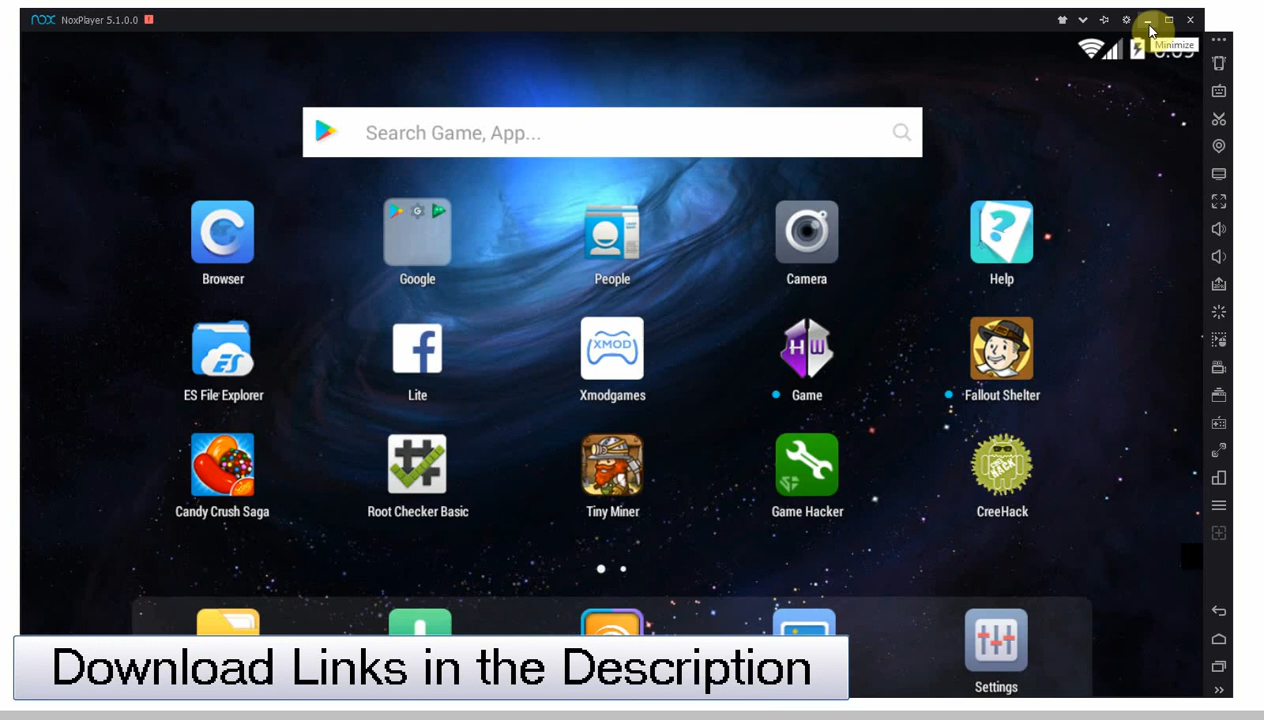 nox NoxPlayer 5.1.0.0
Minimize
Search Game, App...
Browser
Google
People
Camera
Help
ES File Explorer
Lite
XMOD
Xmodgames
H W
Game
Fallout Shelter
Candy Crush Saga
Root Checker Basic
Tiny Miner
Game Hacker
CreeHack
Download Links in the Description
Settings